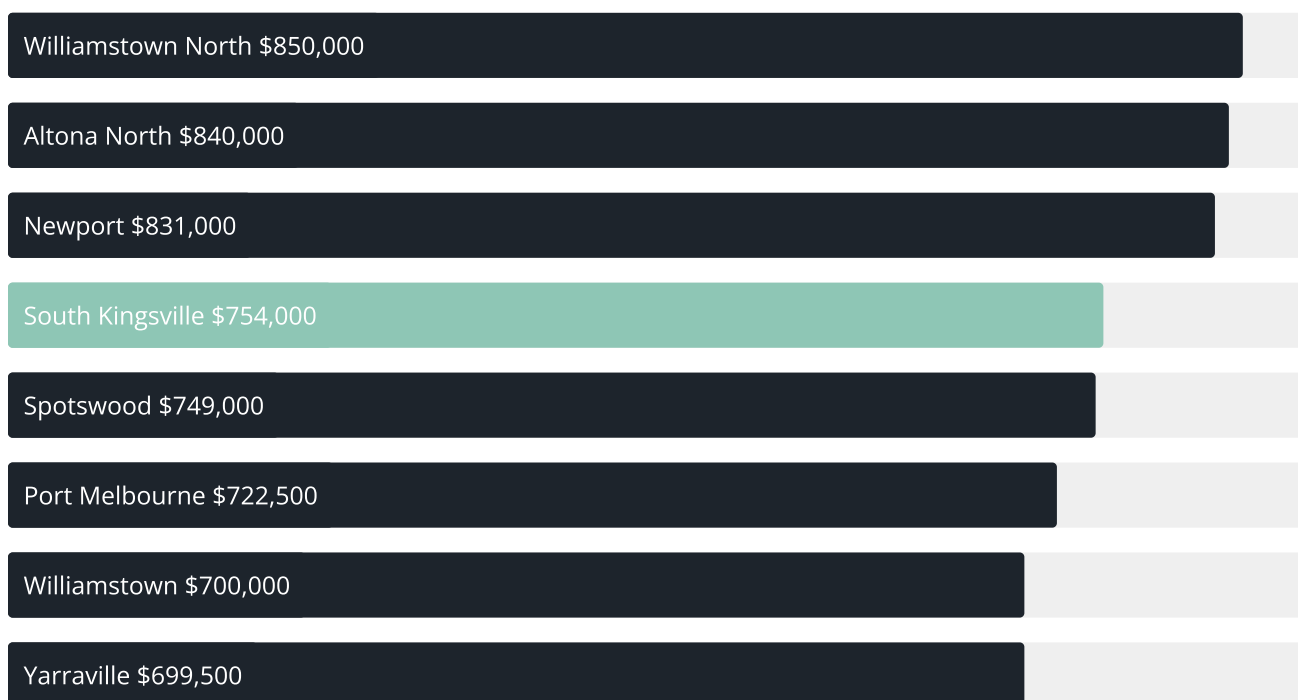 Williamstown North $850,000
Altona North $840,000
Newport $831,000
South Kingsville $754,000
Spotswood $749,000
Port Melbourne $722,500
Williamstown $700,000
Yarraville $699,500